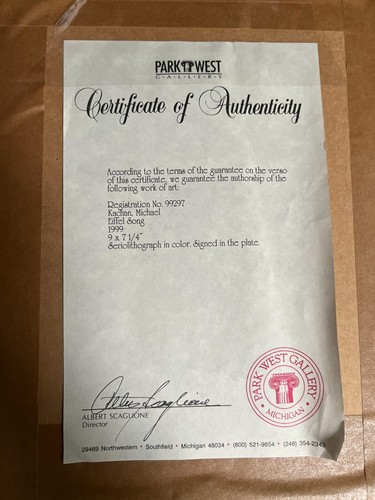 PARK WEST
G·A·L·L·E·R·Y
Certificate of Authenticity
According to the terms of the guarantee on the verso
of this certificate, we guarantee the authorship of the
following work of art:
Registration No. 99297
Kachan, Michael
Eiffel Song
1999
9 x 7 1/4"
Seriolithograph in color. Signed in the plate.
ALBERT SCAGLIONE
Director
PARK WEST GALLERY
• MICHIGAN •
29469 Northwestern • Southfield • Michigan 48034 • (800) 521-9654 • (248) 354-2343